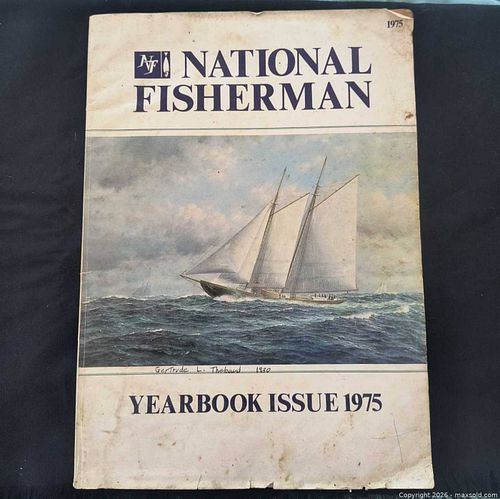 1975
NF NATIONAL
FISHERMAN
Gertrude L. Thebaud 1930
YEARBOOK ISSUE 1975
Copyright 2026 - maxsold.com